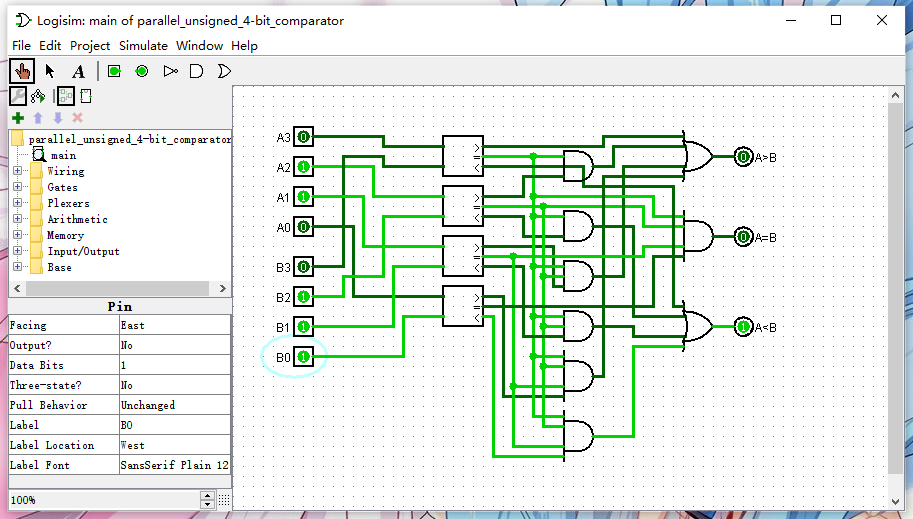 Logisim: main of parallel_unsigned_4-bit_comparator
File Edit Project Simulate Window Help
A
parallel_unsigned_4-bit_comparator
main
Wiring
Gates
Plexers
Arithmetic
Memory
Input/Output
Base
Pin
Facing East
Output? No
Data Bits 1
Three-state? No
Pull Behavior Unchanged
Label B0
Label Location West
Label Font SansSerif Plain 12
100%
A3 0
A2 1
A1 1
A0 0
B3 0
B2 1
B1 1
B0 1
>
=
<
>
=
<
>
=
<
>
=
<
0 A>B
0 A=B
1 A<B